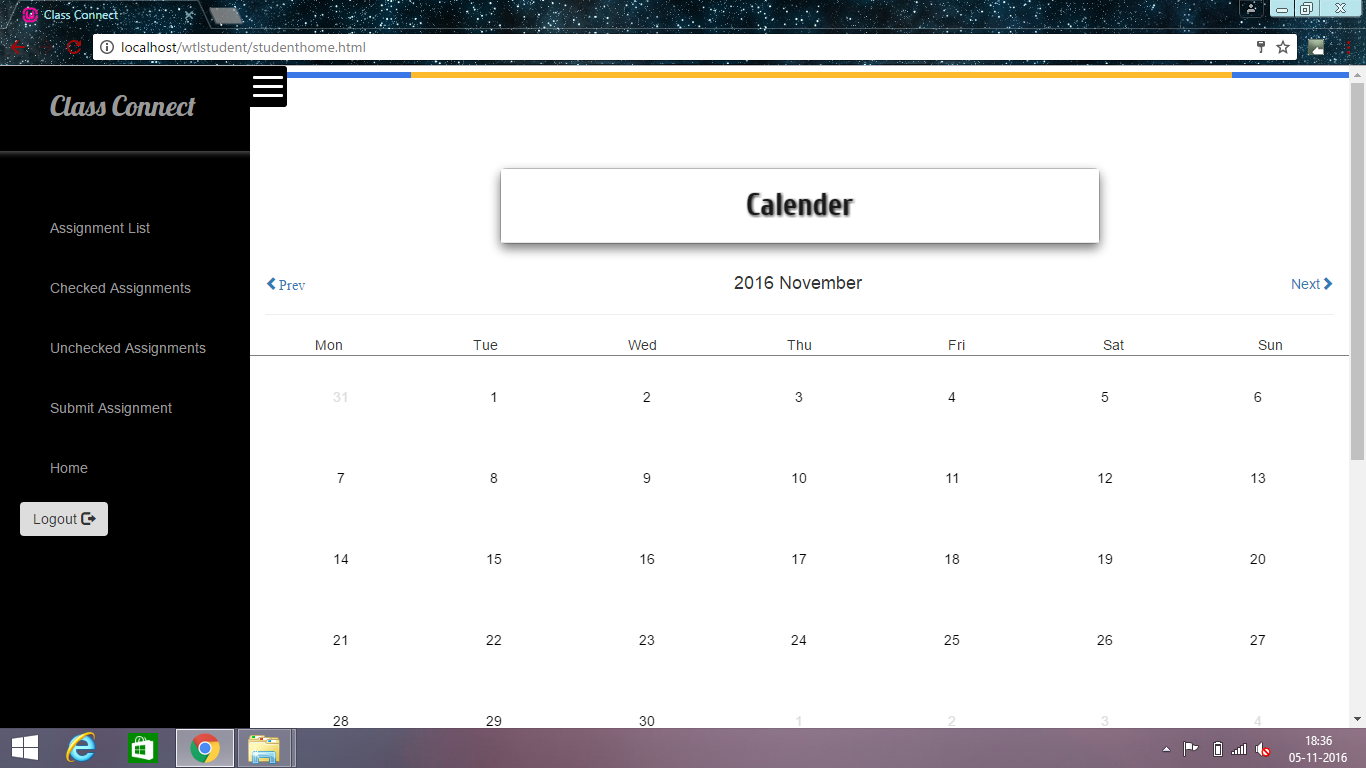 Class Connect
localhost/wtlstudent/studenthome.html
Class Connect
Assignment List
Checked Assignments
Unchecked Assignments
Submit Assignment
Home
Logout
Calender
Prev 2016 November Next
Mon Tue Wed Thu Fri Sat Sun
31 1 2 3 4 5 6
7 8 9 10 11 12 13
14 15 16 17 18 19 20
21 22 23 24 25 26 27
28 29 30 1 2 3 4
18:36
05-11-2016